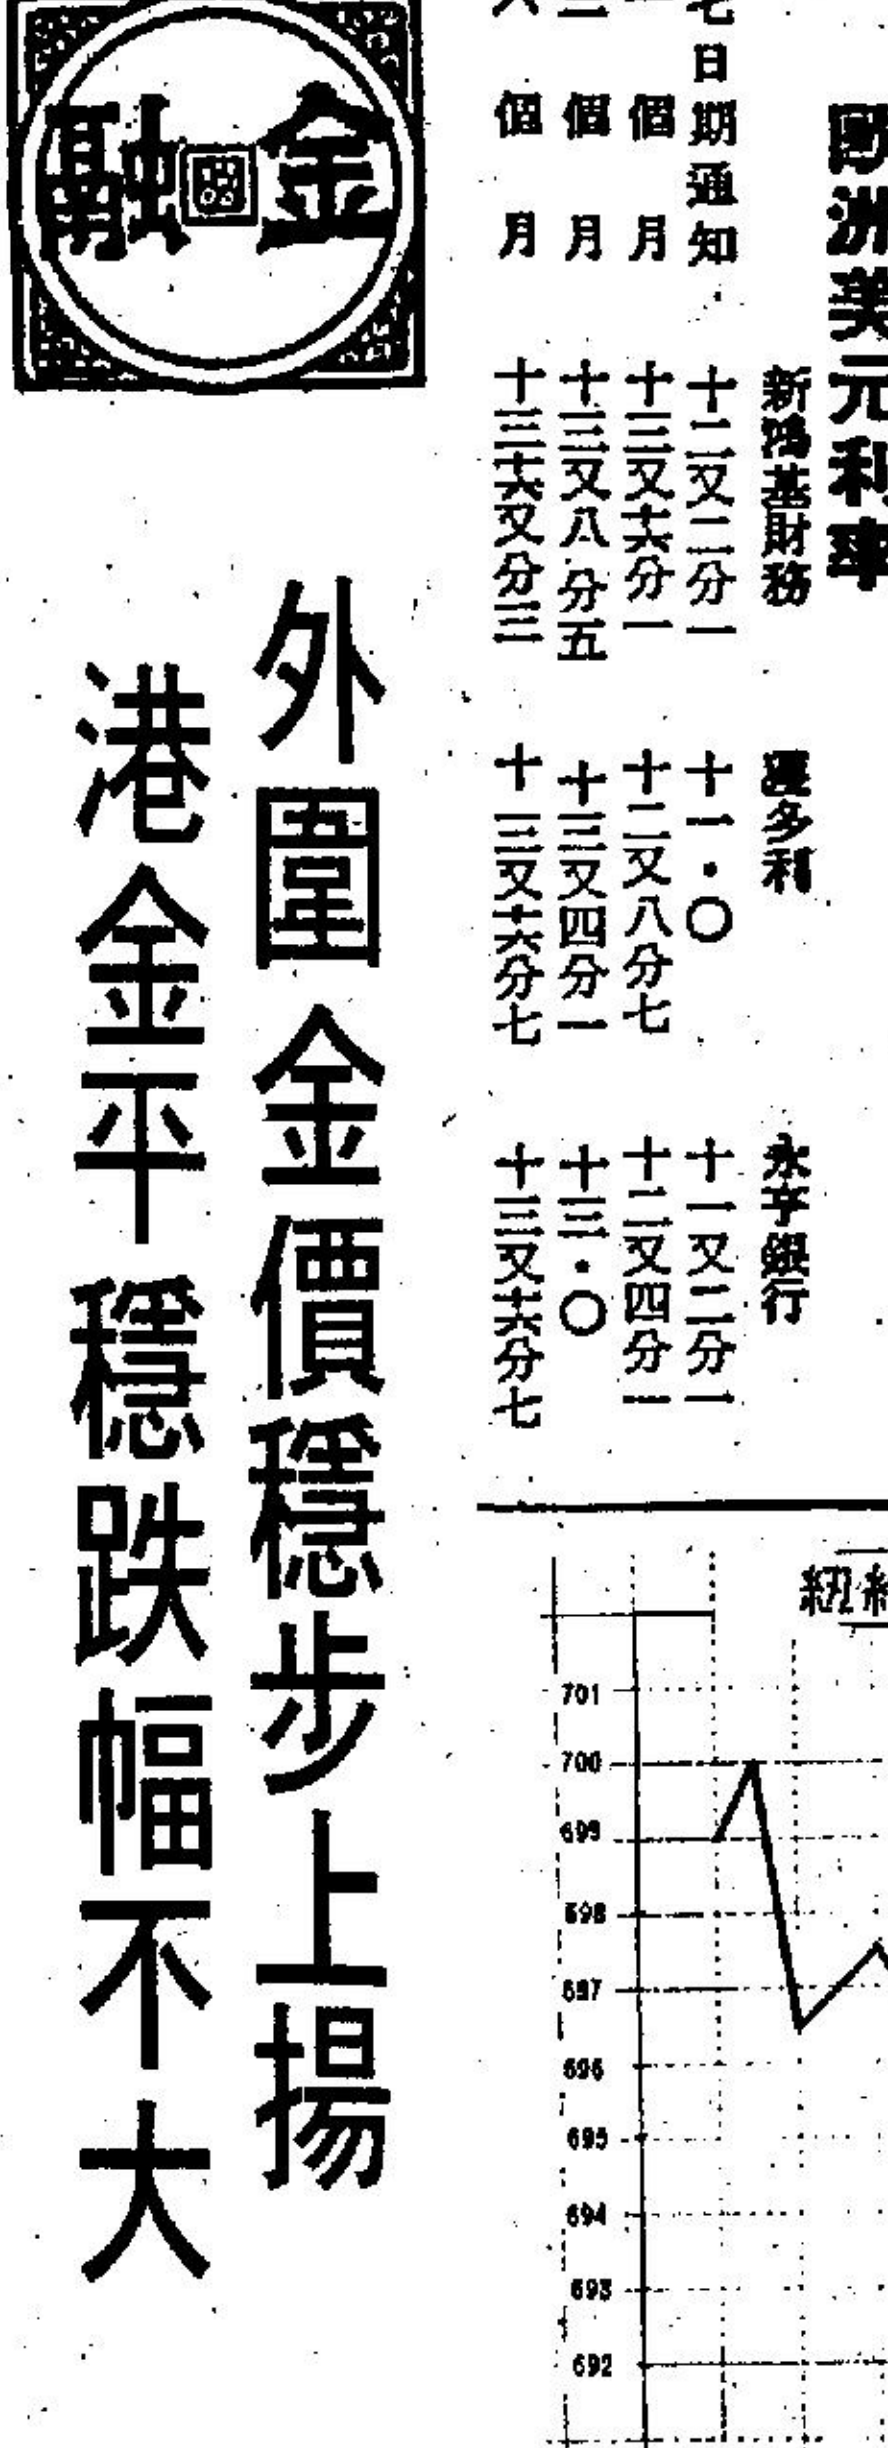 歐洲美元利率
新鴻基財務 獲多利 永亨銀行
七日期通知 十二又二分一 十一・〇 十一又二分一
個月 十三又十六分一 十二又八分七 十二又四分一
個月 十三又八分五 十三又四分一 十三・〇
個月 十三十六又分三 十三又十六分七 十三又十六分七
紐
701
700
699
698
697
696
695
694
693
692
金融
外圍金價穩步上揚
港金平穩跌幅不大